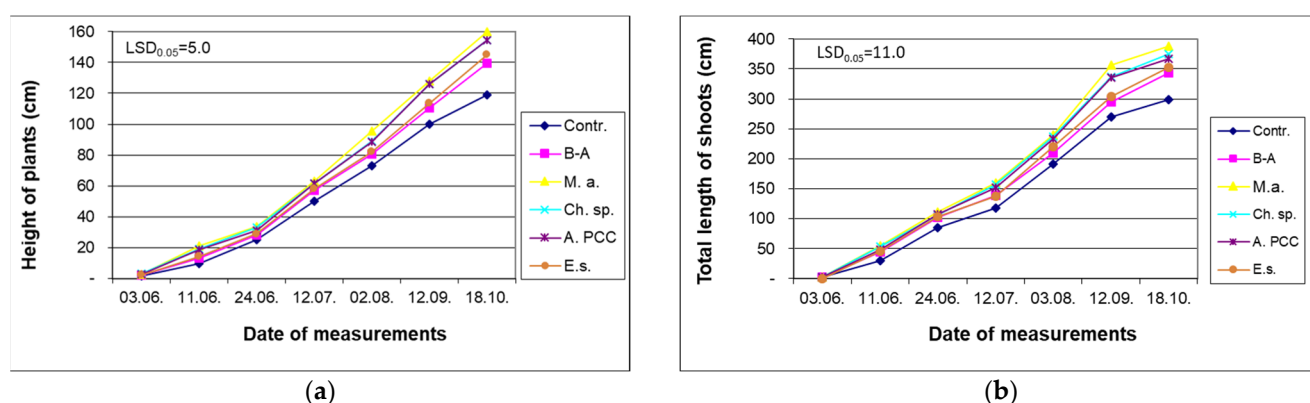 LSD0.05=5.0
Height of plants (cm)
160
140
120
100
80
60
40
20
-
03.06. 11.06. 24.06. 12.07. 02.08. 12.09. 18.10.
Date of measurements
Contr.
B-A
M. a.
Ch. sp.
A. PCC
E.s.
(a)
LSD0.05=11.0
Total length of shoots (cm)
400
350
300
250
200
150
100
50
-
03.06. 11.06. 24.06. 12.07. 03.08. 12.09. 18.10.
Date of measurements
Contr.
B-A
M.a.
Ch. sp.
A. PCC
E.s.
(b)